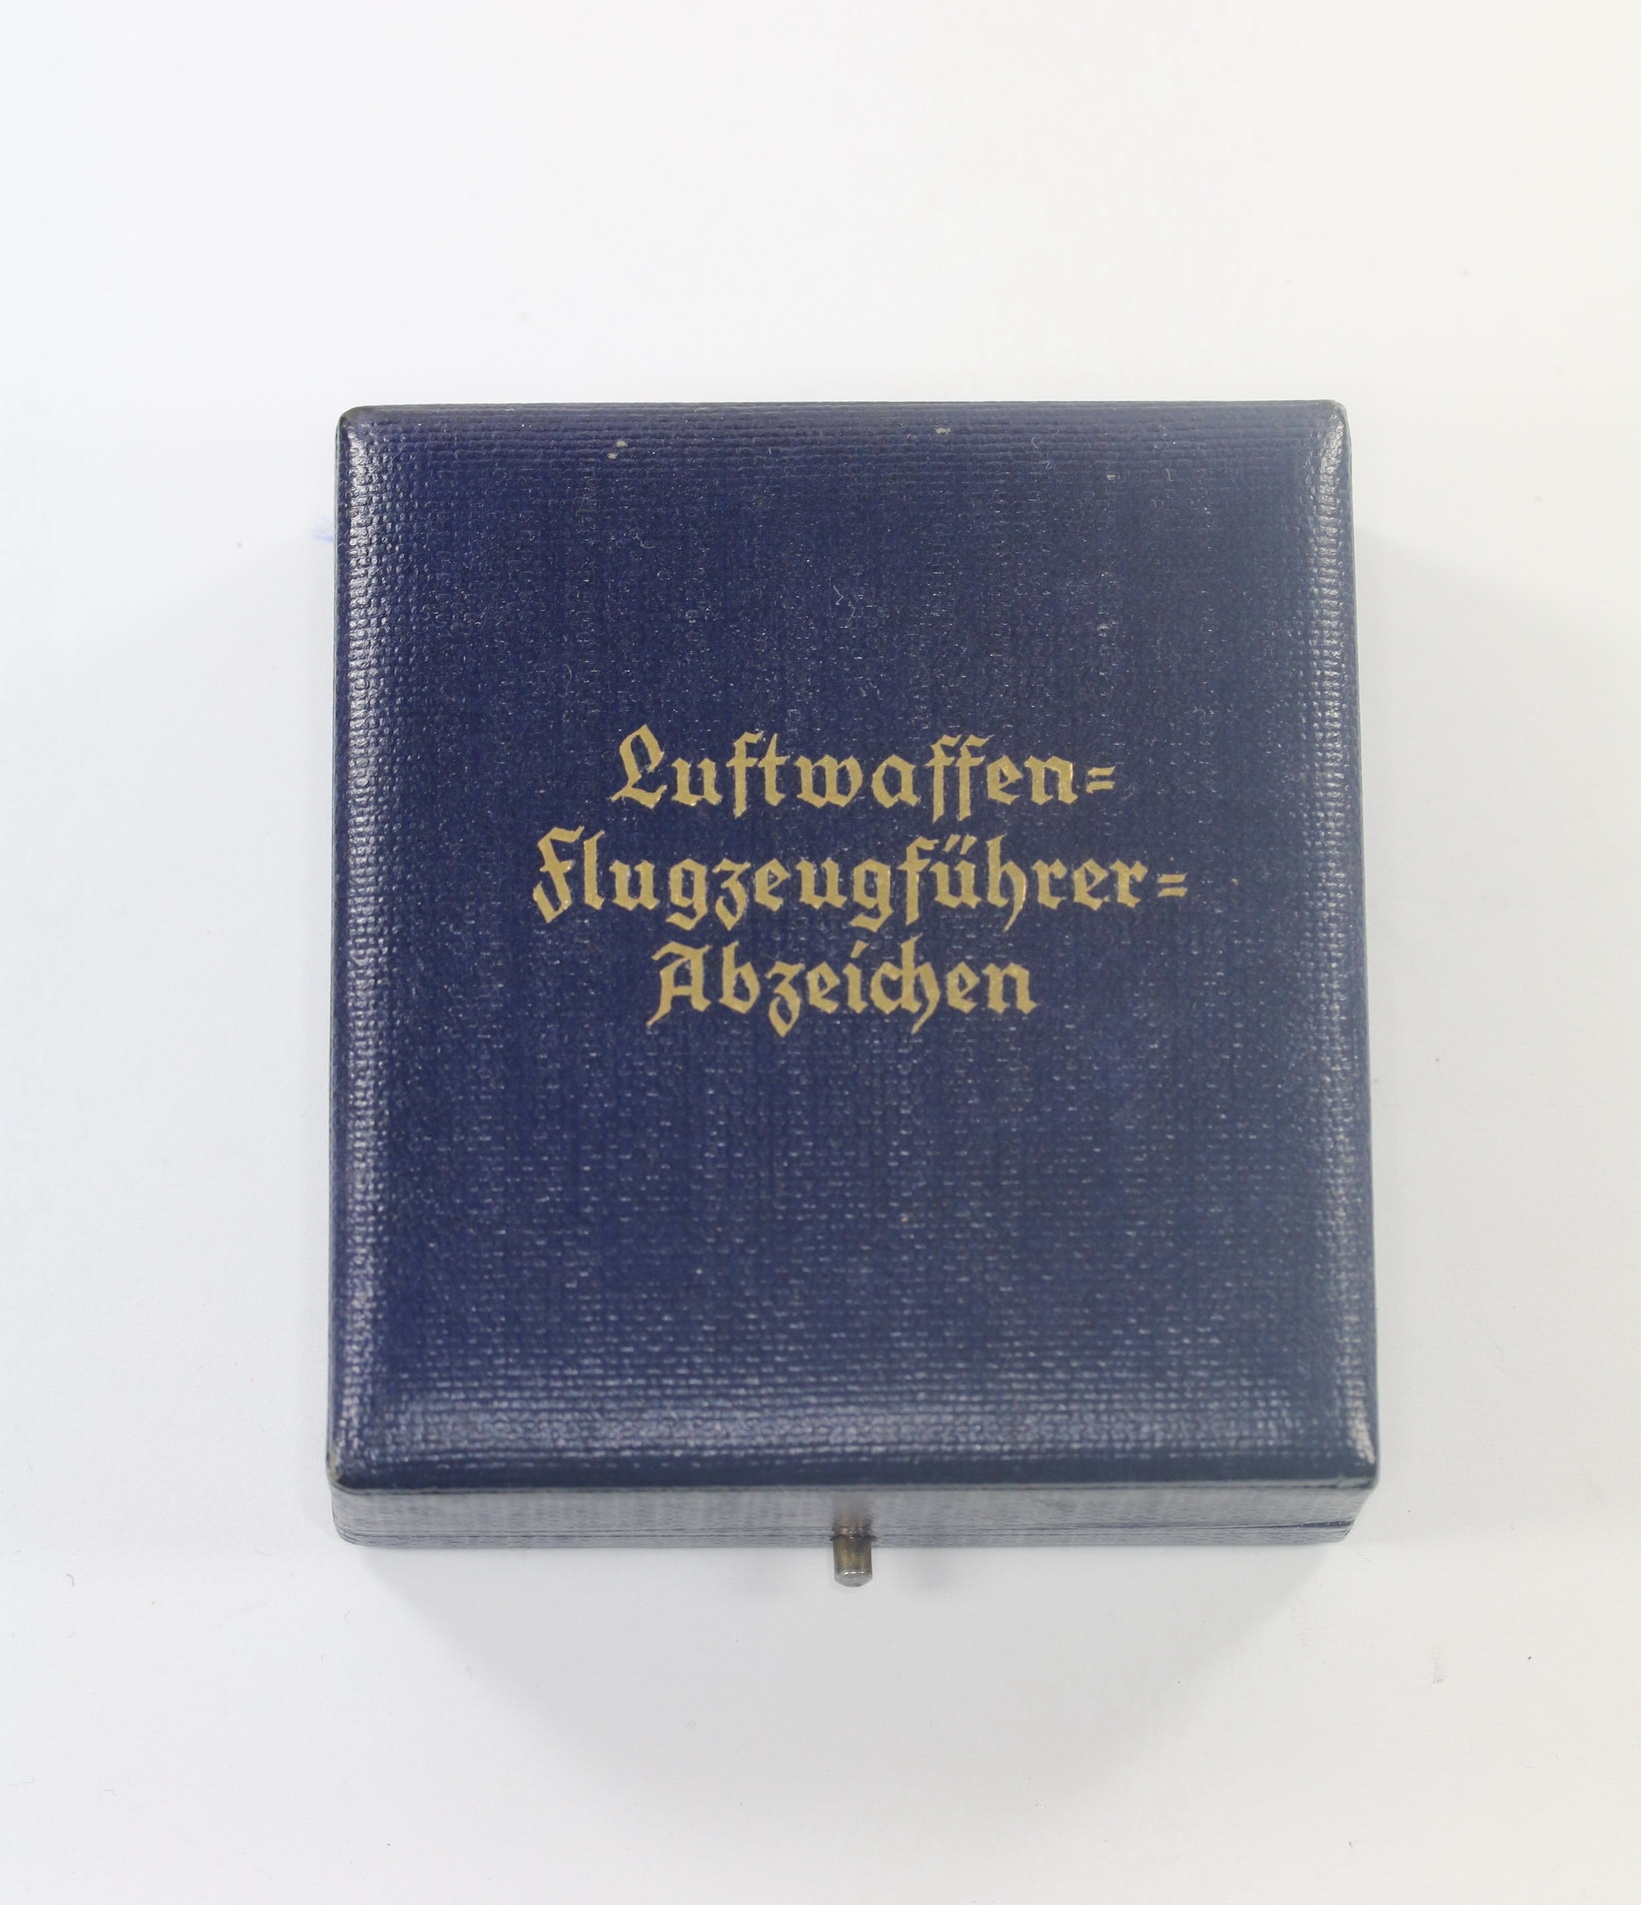 Luftwaffen=
Flugzeugführer=
Abzeichen